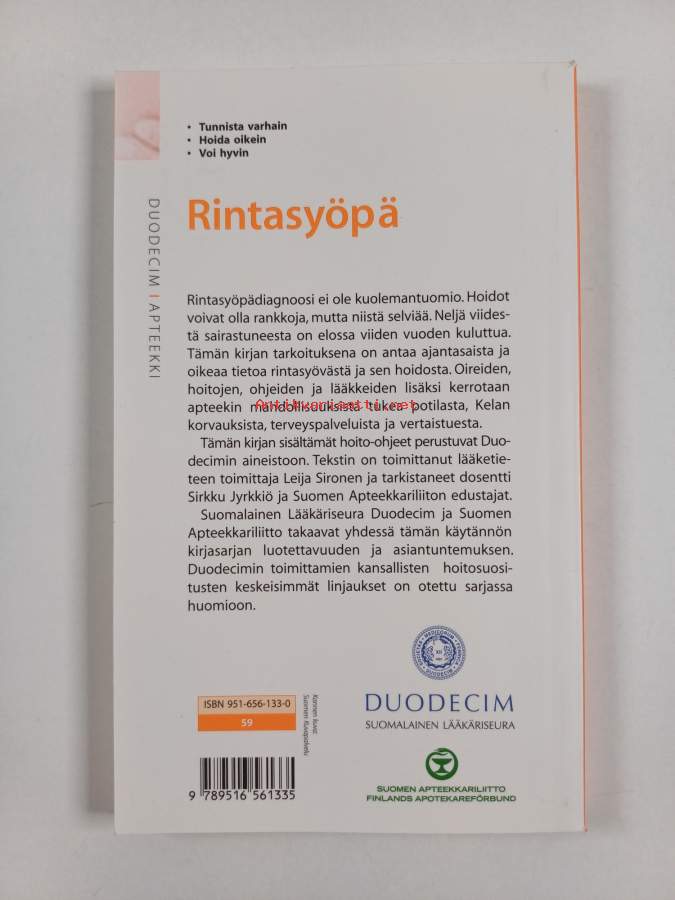 • Tunnista varhain
• Hoida oikein
• Voi hyvin
DUODECIM | APTEEKKI
Rintasyöpä
Rintasyöpädiagnoosi ei ole kuolemantuomio. Hoidot
voivat olla rankkoja, mutta niistä selviää. Neljä viides-
tä sairastuneesta on elossa viiden vuoden kuluttua.
Tämän kirjan tarkoituksena on antaa ajantasaista ja
oikeaa tietoa rintasyövästä ja sen hoidosta. Oireiden,
hoitojen, ohjeiden ja lääkkeiden lisäksi kerrotaan
apteekin mahdollisuuksista tukea potilasta, Kelan
Antikvariaatti.net
korvauksista, terveyspalveluista ja vertaistuesta.
Tämän kirjan sisältämät hoito-ohjeet perustuvat Duo-
decimin aineistoon. Tekstin on toimittanut lääketie-
teen toimittaja Leija Sironen ja tarkistaneet dosentti
Sirkku Jyrkkiö ja Suomen Apteekkariliiton edustajat.
Suomalainen Lääkäriseura Duodecim ja Suomen
Apteekkariliitto takaavat yhdessä tämän käytännön
kirjasarjan luotettavuuden ja asiantuntemuksen.
Duodecimin toimittamien kansallisten hoitosuosi-
tusten keskeisimmät linjaukset on otettu sarjassa
huomioon.
ISBN 951-656-133-0
59
Kannen kuva:
Suomen Kuvapalvelu
9 789516 561335
DUODECIM
SUOMALAINEN LÄÄKÄRISEURA
SUOMEN APTEEKKARILIITTO
FINLANDS APOTEKAREFÖRBUND